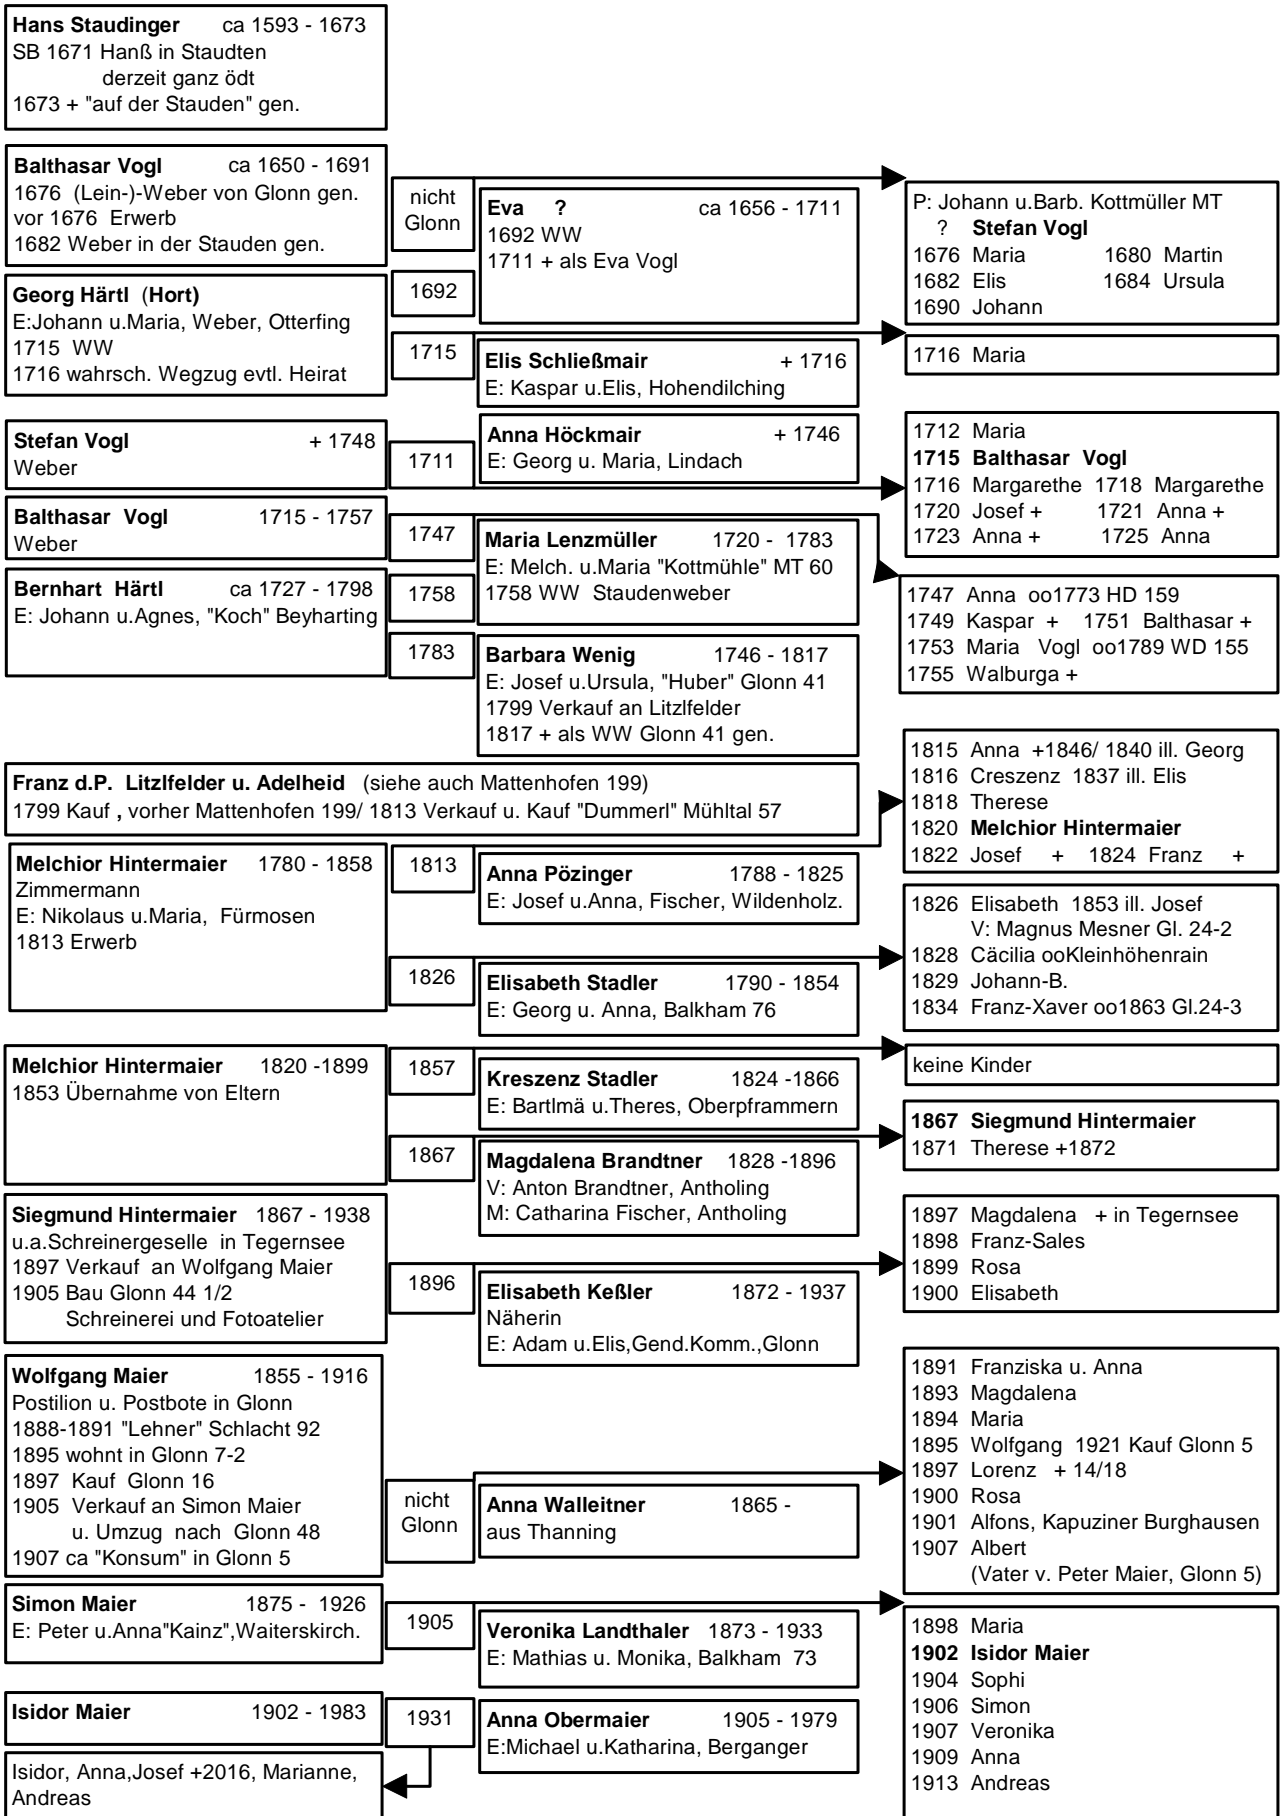 Hans Staudinger ca 1593 - 1673
SB 1671 Hanß in Staudten
derzeit ganz ödt
1673 + "auf der Stauden" gen.
Balthasar Vogl ca 1650 - 1691
1676 (Lein-)-Weber von Glonn gen.
vor 1676 Erwerb
1682 Weber in der Stauden gen.
nicht
Glonn
Eva ? ca 1656 - 1711
1692 WW
1711 + als Eva Vogl
P: Johann u.Barb. Kottmüller MT
? Stefan Vogl
1676 Maria 1680 Martin
1682 Elis 1684 Ursula
1690 Johann
Georg Härtl (Hort)
E:Johann u.Maria, Weber, Otterfing
1715 WW
1716 wahrsch. Wegzug evtl. Heirat
1692
1715
Elis Schließmair + 1716
E: Kaspar u.Elis, Hohendilching
1716 Maria
Stefan Vogl + 1748
Weber
1711
Anna Höckmair + 1746
E: Georg u. Maria, Lindach
1712 Maria
1715 Balthasar Vogl
1716 Margarethe 1718 Margarethe
1720 Josef + 1721 Anna +
1723 Anna + 1725 Anna
Balthasar Vogl 1715 - 1757
Weber
1747
Maria Lenzmüller 1720 - 1783
E: Melch. u.Maria "Kottmühle" MT 60
1758 WW Staudenweber
1747 Anna oo1773 HD 159
1749 Kaspar + 1751 Balthasar +
1753 Maria Vogl oo1789 WD 155
1755 Walburga +
Bernhart Härtl ca 1727 - 1798
E: Johann u.Agnes, "Koch" Beyharting
1758
1783
Barbara Wenig 1746 - 1817
E: Josef u.Ursula, "Huber" Glonn 41
1799 Verkauf an Litzlfelder
1817 + als WW Glonn 41 gen.
Franz d.P. Litzlfelder u. Adelheid (siehe auch Mattenhofen 199)
1799 Kauf , vorher Mattenhofen 199/ 1813 Verkauf u. Kauf "Dummerl" Mühltal 57
Melchior Hintermaier 1780 - 1858
Zimmermann
E: Nikolaus u.Maria, Fürmosen
1813 Erwerb
1813
Anna Pözinger 1788 - 1825
E: Josef u.Anna, Fischer, Wildenholz.
1815 Anna +1846/ 1840 ill. Georg
1816 Creszenz 1837 ill. Elis
1818 Therese
1820 Melchior Hintermaier
1822 Josef + 1824 Franz +
1826
Elisabeth Stadler 1790 - 1854
E: Georg u. Anna, Balkham 76
1826 Elisabeth 1853 ill. Josef
V: Magnus Mesner Gl. 24-2
1828 Cäcilia ooKleinhöhenrain
1829 Johann-B.
1834 Franz-Xaver oo1863 Gl.24-3
Melchior Hintermaier 1820 -1899
1853 Übernahme von Eltern
1857
Kreszenz Stadler 1824 -1866
E: Bartlmä u.Theres, Oberpframmern
keine Kinder
1867
Magdalena Brandtner 1828 -1896
V: Anton Brandtner, Antholing
M: Catharina Fischer, Antholing
1867 Siegmund Hintermaier
1871 Therese +1872
Siegmund Hintermaier 1867 - 1938
u.a.Schreinergeselle in Tegernsee
1897 Verkauf an Wolfgang Maier
1905 Bau Glonn 44 1/2
Schreinerei und Fotoatelier
1896
Elisabeth Keßler 1872 - 1937
Näherin
E: Adam u.Elis,Gend.Komm.,Glonn
1897 Magdalena + in Tegernsee
1898 Franz-Sales
1899 Rosa
1900 Elisabeth
Wolfgang Maier 1855 - 1916
Postilion u. Postbote in Glonn
1888-1891 "Lehner" Schlacht 92
1895 wohnt in Glonn 7-2
1897 Kauf Glonn 16
1905 Verkauf an Simon Maier
u. Umzug nach Glonn 48
1907 ca "Konsum" in Glonn 5
nicht
Glonn
Anna Walleitner 1865 -
aus Thanning
1891 Franziska u. Anna
1893 Magdalena
1894 Maria
1895 Wolfgang 1921 Kauf Glonn 5
1897 Lorenz + 14/18
1900 Rosa
1901 Alfons, Kapuziner Burghausen
1907 Albert
(Vater v. Peter Maier, Glonn 5)
Simon Maier 1875 - 1926
E: Peter u.Anna"Kainz",Waiterskirch.
1905
Veronika Landthaler 1873 - 1933
E: Mathias u. Monika, Balkham 73
1898 Maria
1902 Isidor Maier
1904 Sophi
1906 Simon
1907 Veronika
1909 Anna
1913 Andreas
Isidor Maier 1902 - 1983
1931
Anna Obermaier 1905 - 1979
E:Michael u.Katharina, Berganger
Isidor, Anna,Josef +2016, Marianne,
Andreas